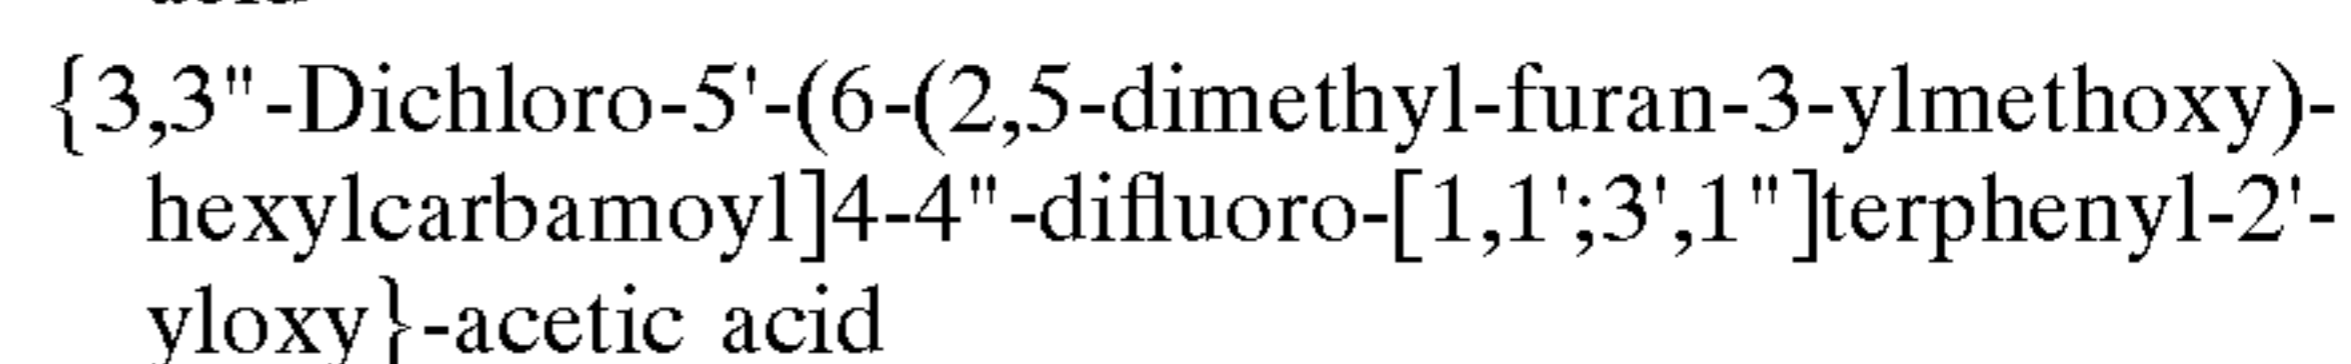 {3,3"-Dichloro-5'-(6-(2,5-dimethyl-furan-3-ylmethoxy)-
hexylcarbamoyl]4-4"-difluoro-[1,1';3',1"]terphenyl-2'-
yloxy}-acetic acid